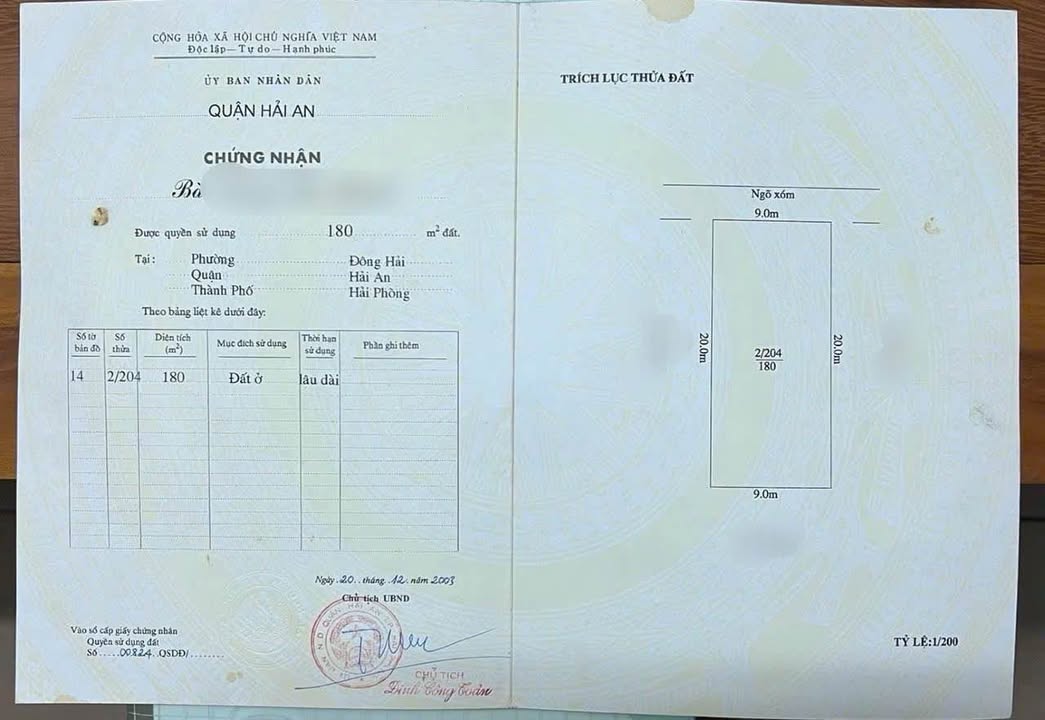 CỘNG HÒA XÃ HỘI CHỦ NGHĨA VIỆT NAM
Độc lập — Tự do — Hạnh phúc
ỦY BAN NHÂN DÂN
QUẬN HẢI AN
CHỨNG NHẬN
Bà
Được quyền sử dụng 180 m² đất.
Tại: Phường Đông Hải
Quận Hải An
Thành Phố Hải Phòng
Theo bảng liệt kê dưới đây:
Số tờ bản đồ Số thửa Diện tích (m²) Mục đích sử dụng Thời hạn sử dụng Phần ghi thêm
14 2/204 180 Đất ở lâu dài
Ngày 20 tháng 12 năm 2003
Chủ tịch UBND
Vào sổ cấp giấy chứng nhận
Quyền sử dụng đất
Số 00824 QSDĐ/
CHỦ TỊCH
Đinh Công Toản
TRÍCH LỤC THỬA ĐẤT
Ngõ xóm
9.0m
20.0m
2/204
180
20.0m
9.0m
TỶ LỆ:1/200